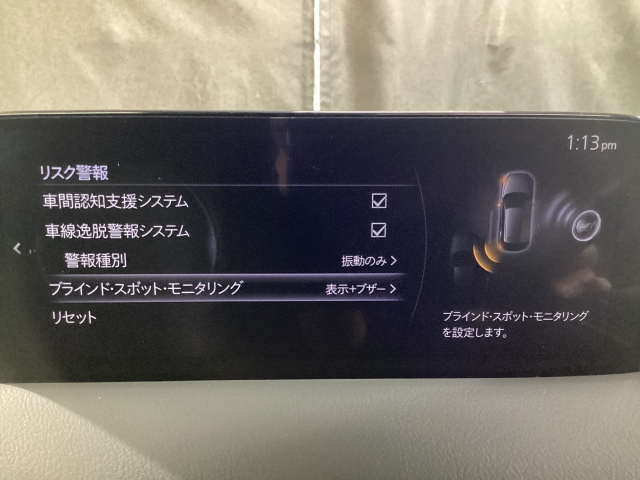 1:13pm
リスク警報
車間認知支援システム
車線逸脱警報システム
警報種別 振動のみ
ブラインド・スポット・モニタリング 表示+ブザー
リセット
ブラインド・スポット・モニタリング
を設定します。